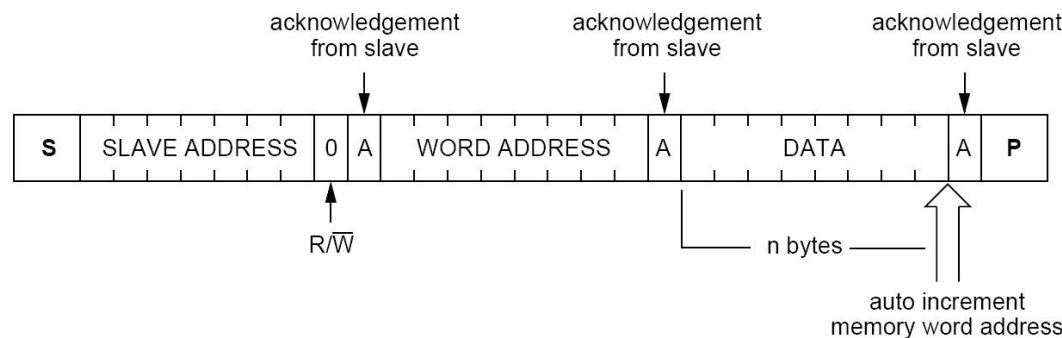 acknowledgement
from slave
acknowledgement
from slave
acknowledgement
from slave
S SLAVE ADDRESS 0 A WORD ADDRESS A DATA A P
R/W̅
n bytes
auto increment
memory word address